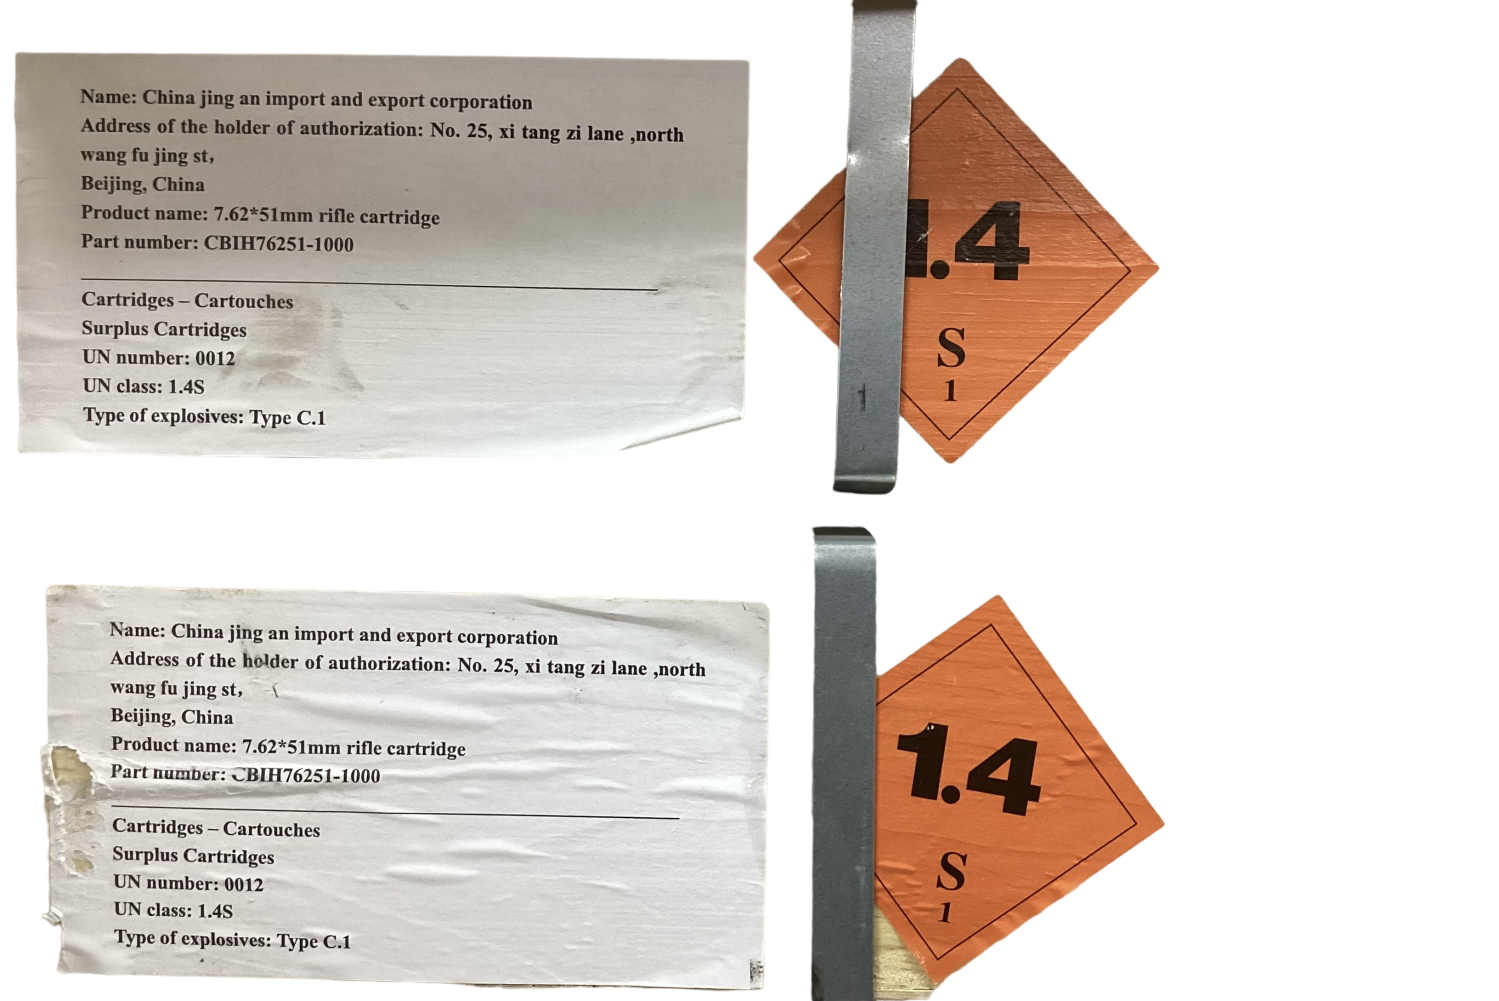 Name: China jing an import and export corporation
Address of the holder of authorization: No. 25, xi tang zi lane ,north
wang fu jing st,
Beijing, China
Product name: 7.62*51mm rifle cartridge
Part number: CBIH76251-1000
Cartridges – Cartouches
Surplus Cartridges
UN number: 0012
UN class: 1.4S
Type of explosives: Type C.1
1.4
S
1
Name: China jing an import and export corporation
Address of the holder of authorization: No. 25, xi tang zi lane ,north
wang fu jing st,
Beijing, China
Product name: 7.62*51mm rifle cartridge
Part number: CBIH76251-1000
Cartridges – Cartouches
Surplus Cartridges
UN number: 0012
UN class: 1.4S
Type of explosives: Type C.1
1.4
S
1